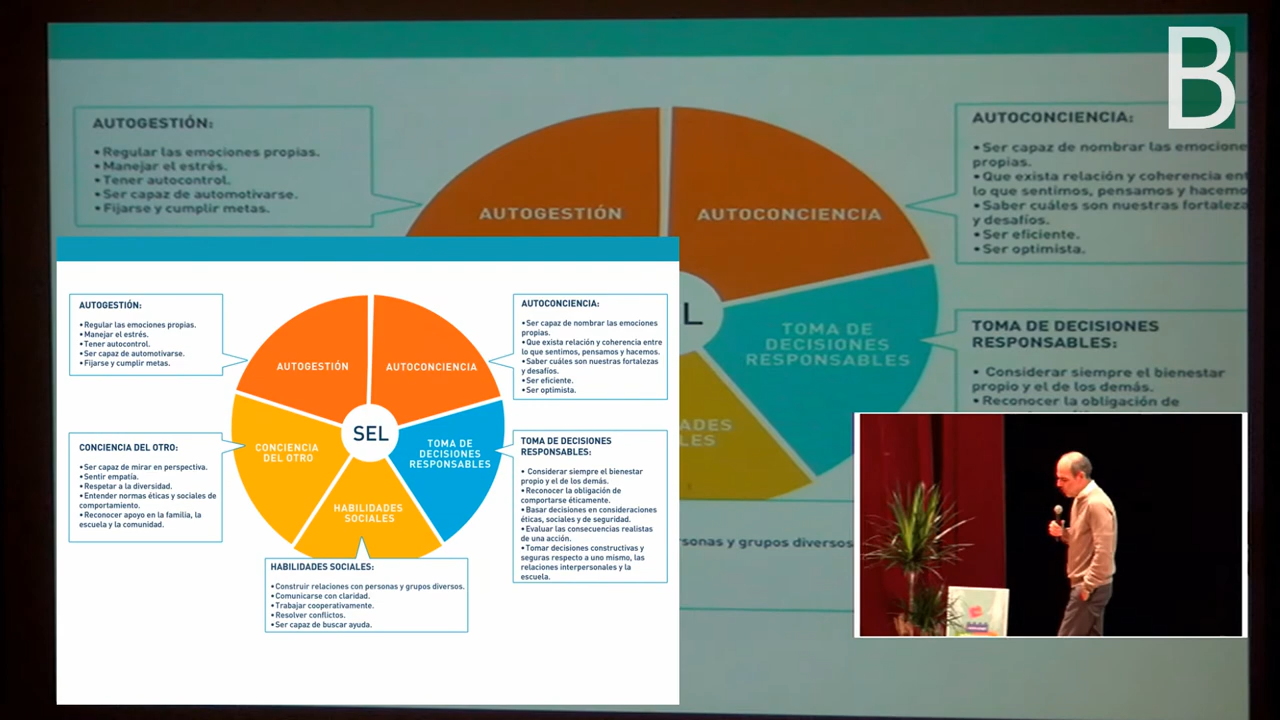 B
AUTOGESTIÓN:
• Regular las emociones propias.
• Manejar el estrés.
• Tener autocontrol.
• Ser capaz de automotivarse.
• Fijarse y cumplir metas.
AUTOGESTIÓN
AUTOCONCIENCIA
AUTOCONCIENCIA:
• Ser capaz de nombrar las emocione
propias.
• Que exista relación y coherencia ent
lo que sentimos, pensamos y hacemo
• Saber cuáles son nuestras fortaleza
y desafíos.
• Ser eficiente.
• Ser optimista.
L
TOMA DE
DECISIONES
RESPONSABLES
TOMA DE DECISIONES
RESPONSABLES:
• Considerar siempre el bienestar
propio y el de los demás.
• Reconocer la obligación de
ADES
LES
sonas y grupos diversos
AUTOGESTIÓN:
• Regular las emociones propias.
• Manejar el estrés.
• Tener autocontrol.
• Ser capaz de automotivarse.
• Fijarse y cumplir metas.
AUTOGESTIÓN
AUTOCONCIENCIA
AUTOCONCIENCIA:
• Ser capaz de nombrar las emociones
propias.
• Que exista relación y coherencia entre
lo que sentimos, pensamos y hacemos.
• Saber cuáles son nuestras fortalezas
y desafíos.
• Ser eficiente.
• Ser optimista.
CONCIENCIA DEL OTRO:
• Ser capaz de mirar en perspectiva.
• Sentir empatía.
• Respetar a la diversidad.
• Entender normas éticas y sociales de
comportamiento.
• Reconocer apoyo en la familia, la
escuela y la comunidad.
CONCIENCIA
DEL OTRO
SEL
TOMA DE
DECISIONES
RESPONSABLES
HABILIDADES
SOCIALES
TOMA DE DECISIONES
RESPONSABLES:
• Considerar siempre el bienestar
propio y el de los demás.
• Reconocer la obligación de
comportarse éticamente.
• Basar decisiones en consideraciones
éticas, sociales y de seguridad.
• Evaluar las consecuencias realistas
de una acción.
• Tomar decisiones constructivas y
seguras respecto a uno mismo, las
relaciones interpersonales y la
escuela.
HABILIDADES SOCIALES:
• Construir relaciones con personas y grupos diversos.
• Comunicarse con claridad.
• Trabajar cooperativamente.
• Resolver conflictos.
• Ser capaz de buscar ayuda.